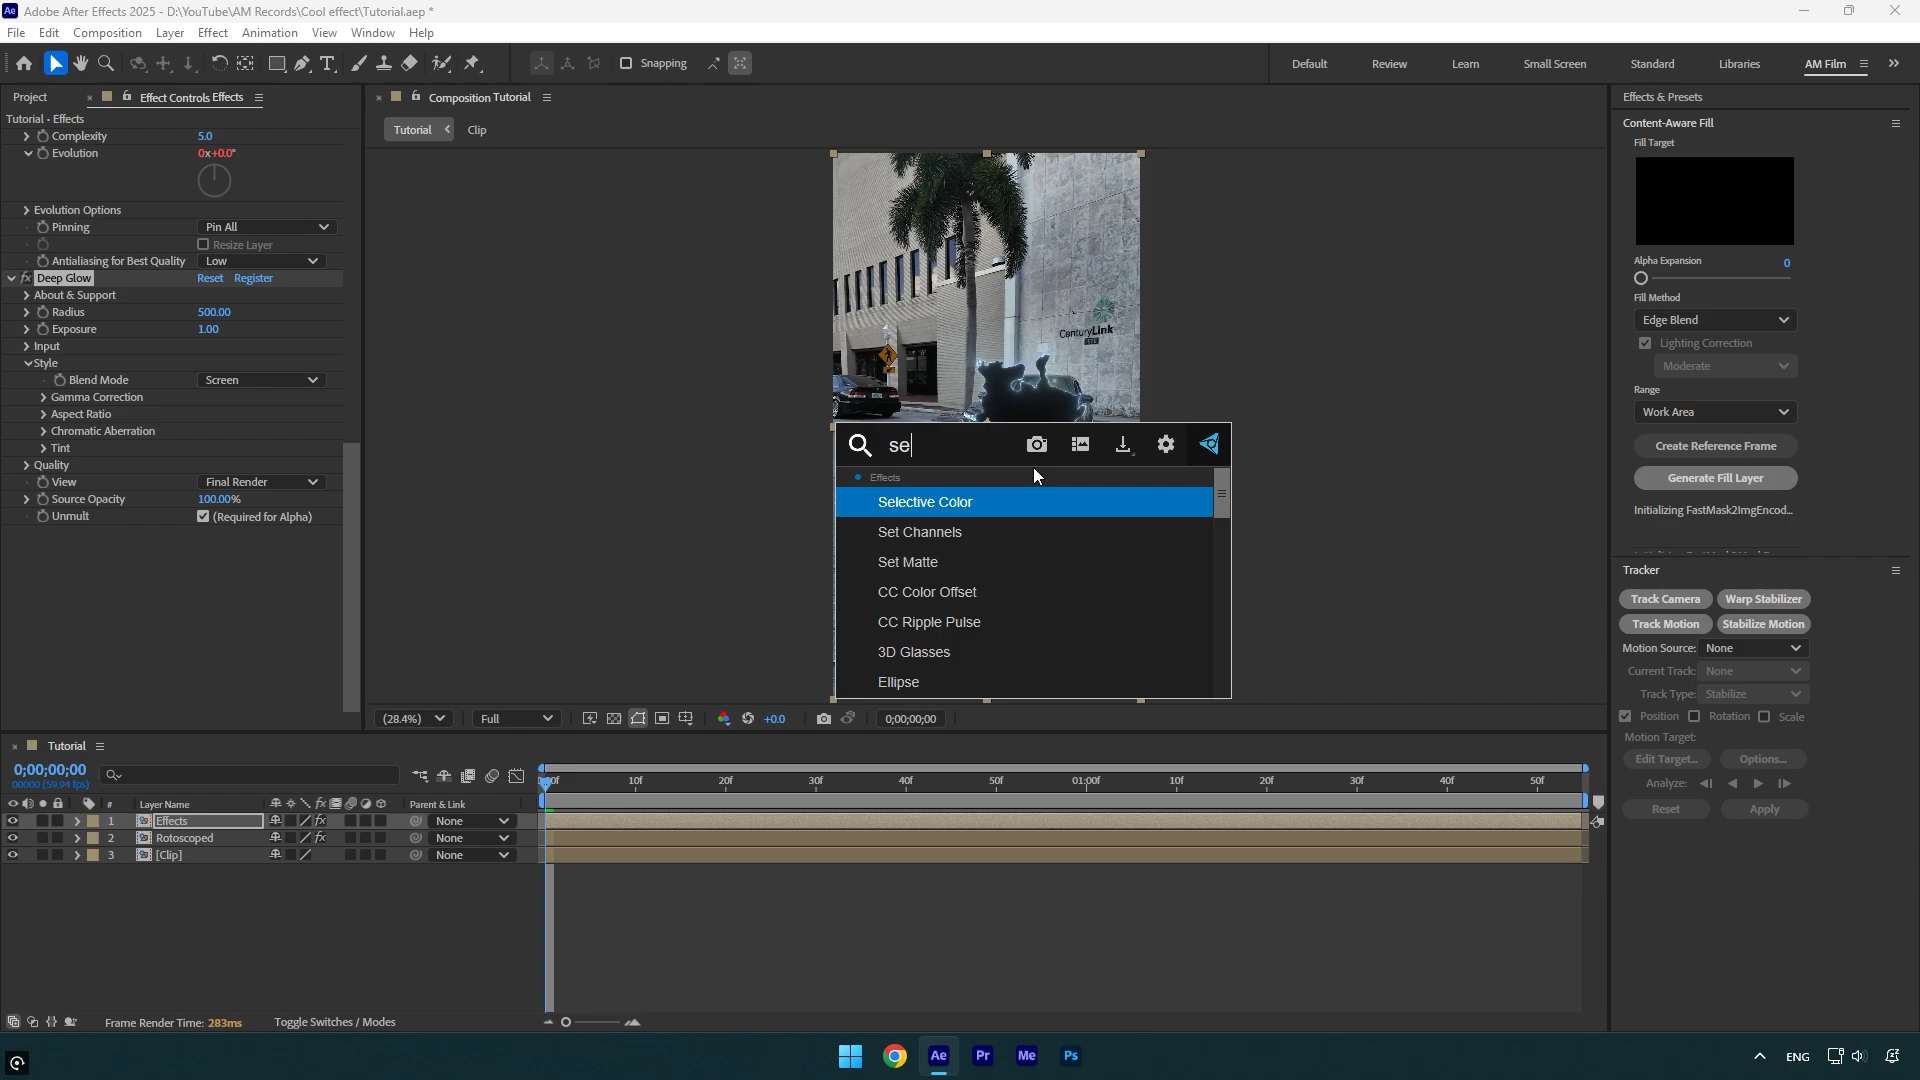 Adobe After Effects 2025 - D:\YouTube\AM Records\Cool effect\Tutorial.aep *
File Edit Composition Layer Effect Animation View Window Help
Snapping
Default Review Learn Small Screen Standard Libraries AM Film
Project
Effect Controls Effects
Tutorial - Effects
Complexity 5.0
Evolution 0x+0.0°
Evolution Options
Pinning Pin All
Resize Layer
Antialiasing for Best Quality Low
fx Deep Glow Reset Register
About & Support
Radius 500.00
Exposure 1.00
Input
Style
Blend Mode Screen
Gamma Correction
Aspect Ratio
Chromatic Aberration
Tint
Quality
View Final Render
Source Opacity 100.00%
Unmult (Required for Alpha)
Composition Tutorial
Tutorial Clip
CenturyLink
se
Effects
Selective Color
Set Channels
Set Matte
CC Color Offset
CC Ripple Pulse
3D Glasses
Ellipse
(28.4%) Full +0.0 0;00;00;00
Effects & Presets
Content-Aware Fill
Fill Target
Alpha Expansion 0
Fill Method
Edge Blend
Lighting Correction
Moderate
Range
Work Area
Create Reference Frame
Generate Fill Layer
Initializing FastMask2ImgEncod...
Tracker
Track Camera Warp Stabilizer
Track Motion Stabilize Motion
Motion Source: None
Current Track: None
Track Type: Stabilize
Position Rotation Scale
Motion Target:
Edit Target... Options...
Analyze:
Reset Apply
Tutorial
0;00;00;00
00000 (59.94 fps)
10f 20f 30f 40f 50f 01:00f 10f 20f 30f 40f 50f
# Layer Name fx Parent & Link
1 Effects fx None
2 Rotoscoped fx None
3 [Clip] None
Frame Render Time: 283ms Toggle Switches / Modes
Ae Pr Me Ps
ENG